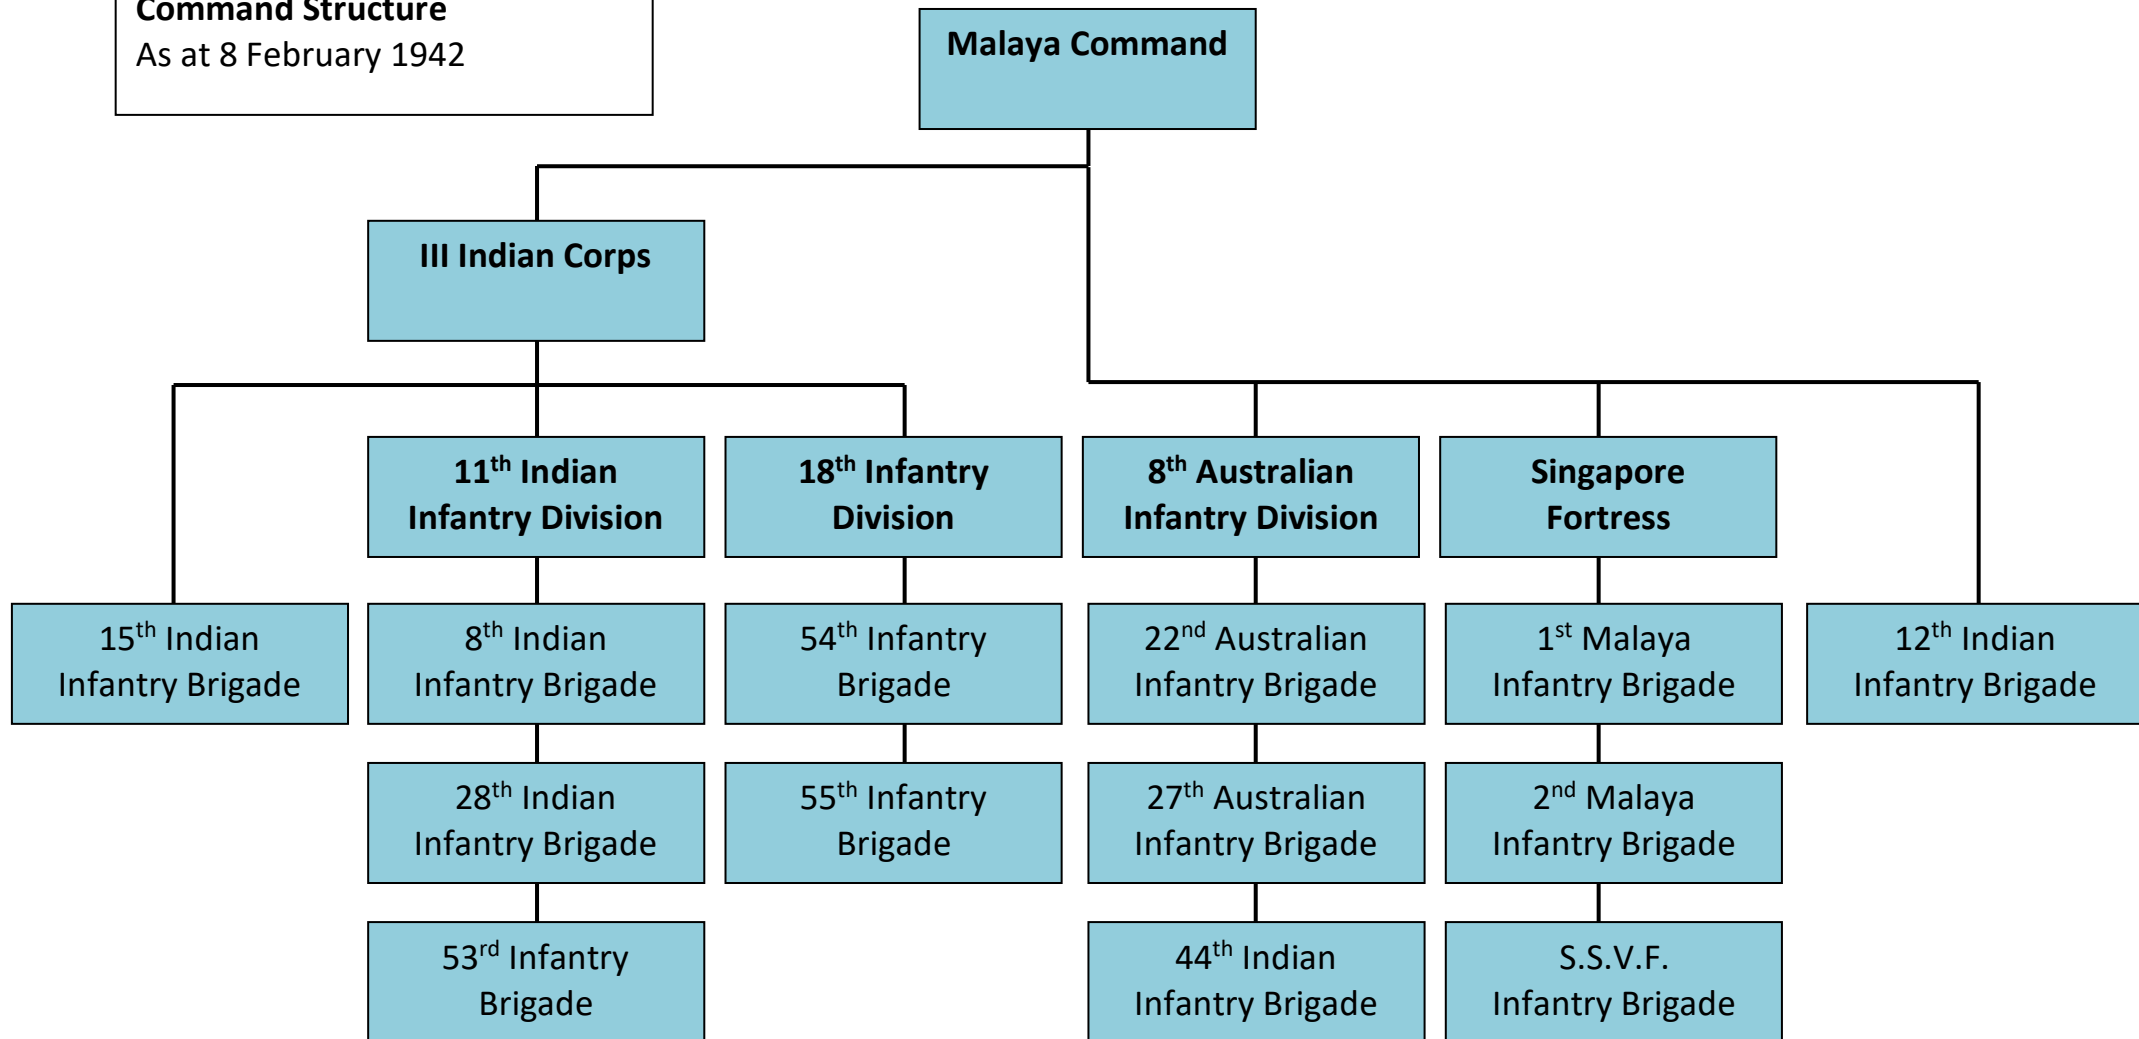 Command Structure
As at 8 February 1942
Malaya Command
III Indian Corps
11th Indian
Infantry Division
18th Infantry
Division
8th Australian
Infantry Division
Singapore
Fortress
15th Indian
Infantry Brigade
8th Indian
Infantry Brigade
54th Infantry
Brigade
22nd Australian
Infantry Brigade
1st Malaya
Infantry Brigade
12th Indian
Infantry Brigade
28th Indian
Infantry Brigade
55th Infantry
Brigade
27th Australian
Infantry Brigade
2nd Malaya
Infantry Brigade
53rd Infantry
Brigade
44th Indian
Infantry Brigade
S.S.V.F.
Infantry Brigade